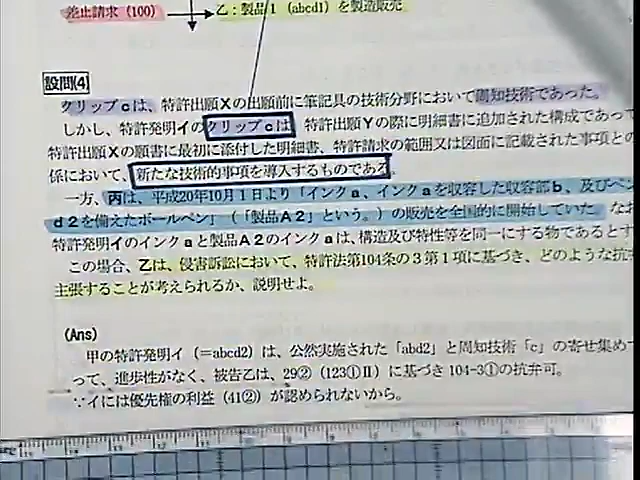 差止請求 (100)
乙：製品1 (abcd1) を製造販売
設問(4)
クリップcは、特許出願Xの出願前に筆記具の技術分野において周知技術であった。
しかし、特許発明イのクリップcは、特許出願Yの際に明細書に追加された構成であって
特許出願Xの願書に最初に添付した明細書、特許請求の範囲又は図面に記載された事項との
係において、新たな技術的事項を導入するものである。
一方、丙は、平成20年10月1日より「インクa、インクaを収容した収容部b、及びペン
d2を備えたボールペン」(「製品A2」という。) の販売を全国的に開始していた。なお
特許発明イのインクaと製品A2のインクaは、構造及び特性等を同一にする物であるとす
この場合、乙は、侵害訴訟において、特許法第104条の3第1項に基づき、どのような抗弁
主張することが考えられるか、説明せよ。
(Ans)
甲の特許発明イ (＝abcd2) は、公然実施された「abd2」と周知技術「c」の寄せ集め
って、進歩性がなく、被告乙は、29② (123①Ⅱ) に基づき 104-3①の抗弁可。
∵イには優先権の利益 (41②) が認められないから。